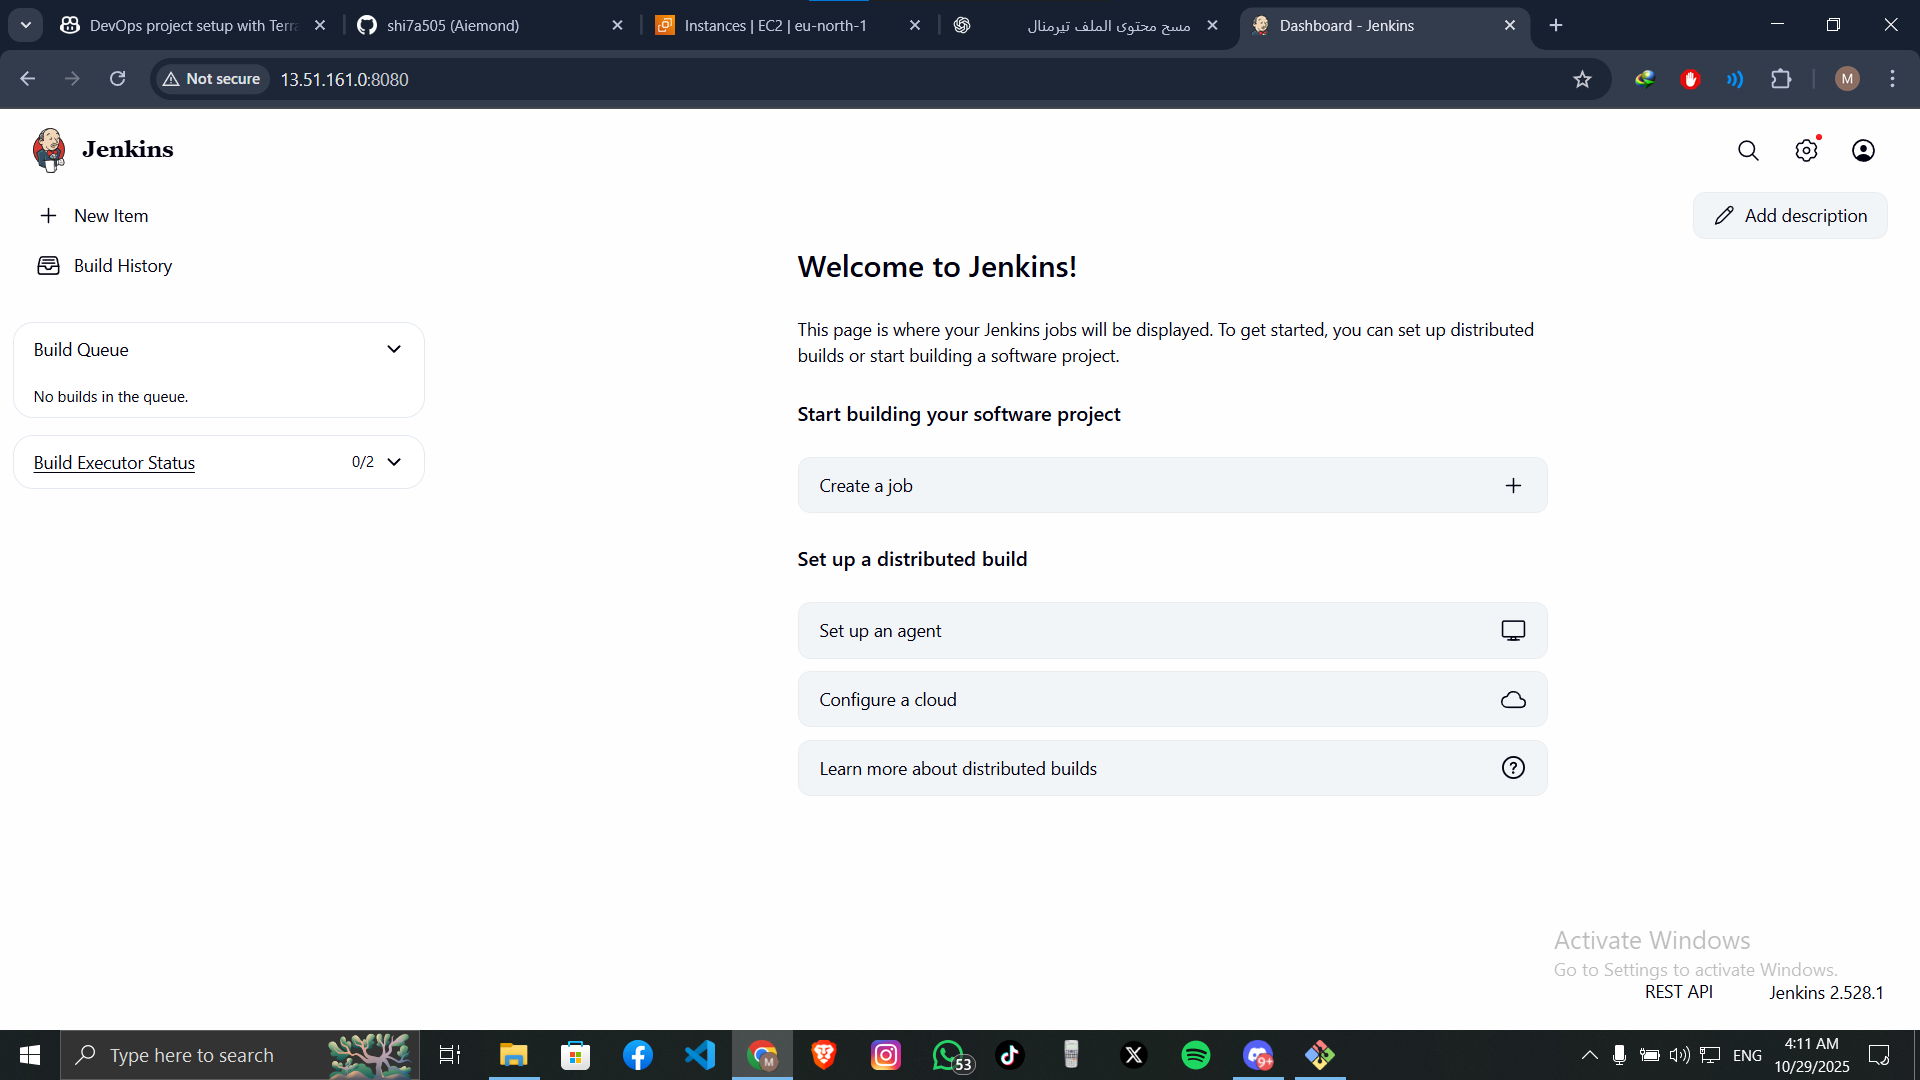 DevOps project setup with Terra
shi7a505 (Aiemond)
Instances | EC2 | eu-north-1
مسح محتوى الملف تيرمنال
Dashboard - Jenkins
Not secure
13.51.161.0:8080
M
Jenkins
New Item
Add description
Build History
Welcome to Jenkins!
This page is where your Jenkins jobs will be displayed. To get started, you can set up distributed
builds or start building a software project.
Build Queue
No builds in the queue.
Start building your software project
Build Executor Status
0/2
Create a job
Set up a distributed build
Set up an agent
Configure a cloud
Learn more about distributed builds
Activate Windows
Go to Settings to activate Windows.
REST API
Jenkins 2.528.1
Type here to search
M
53
9+
ENG
4:11 AM
10/29/2025